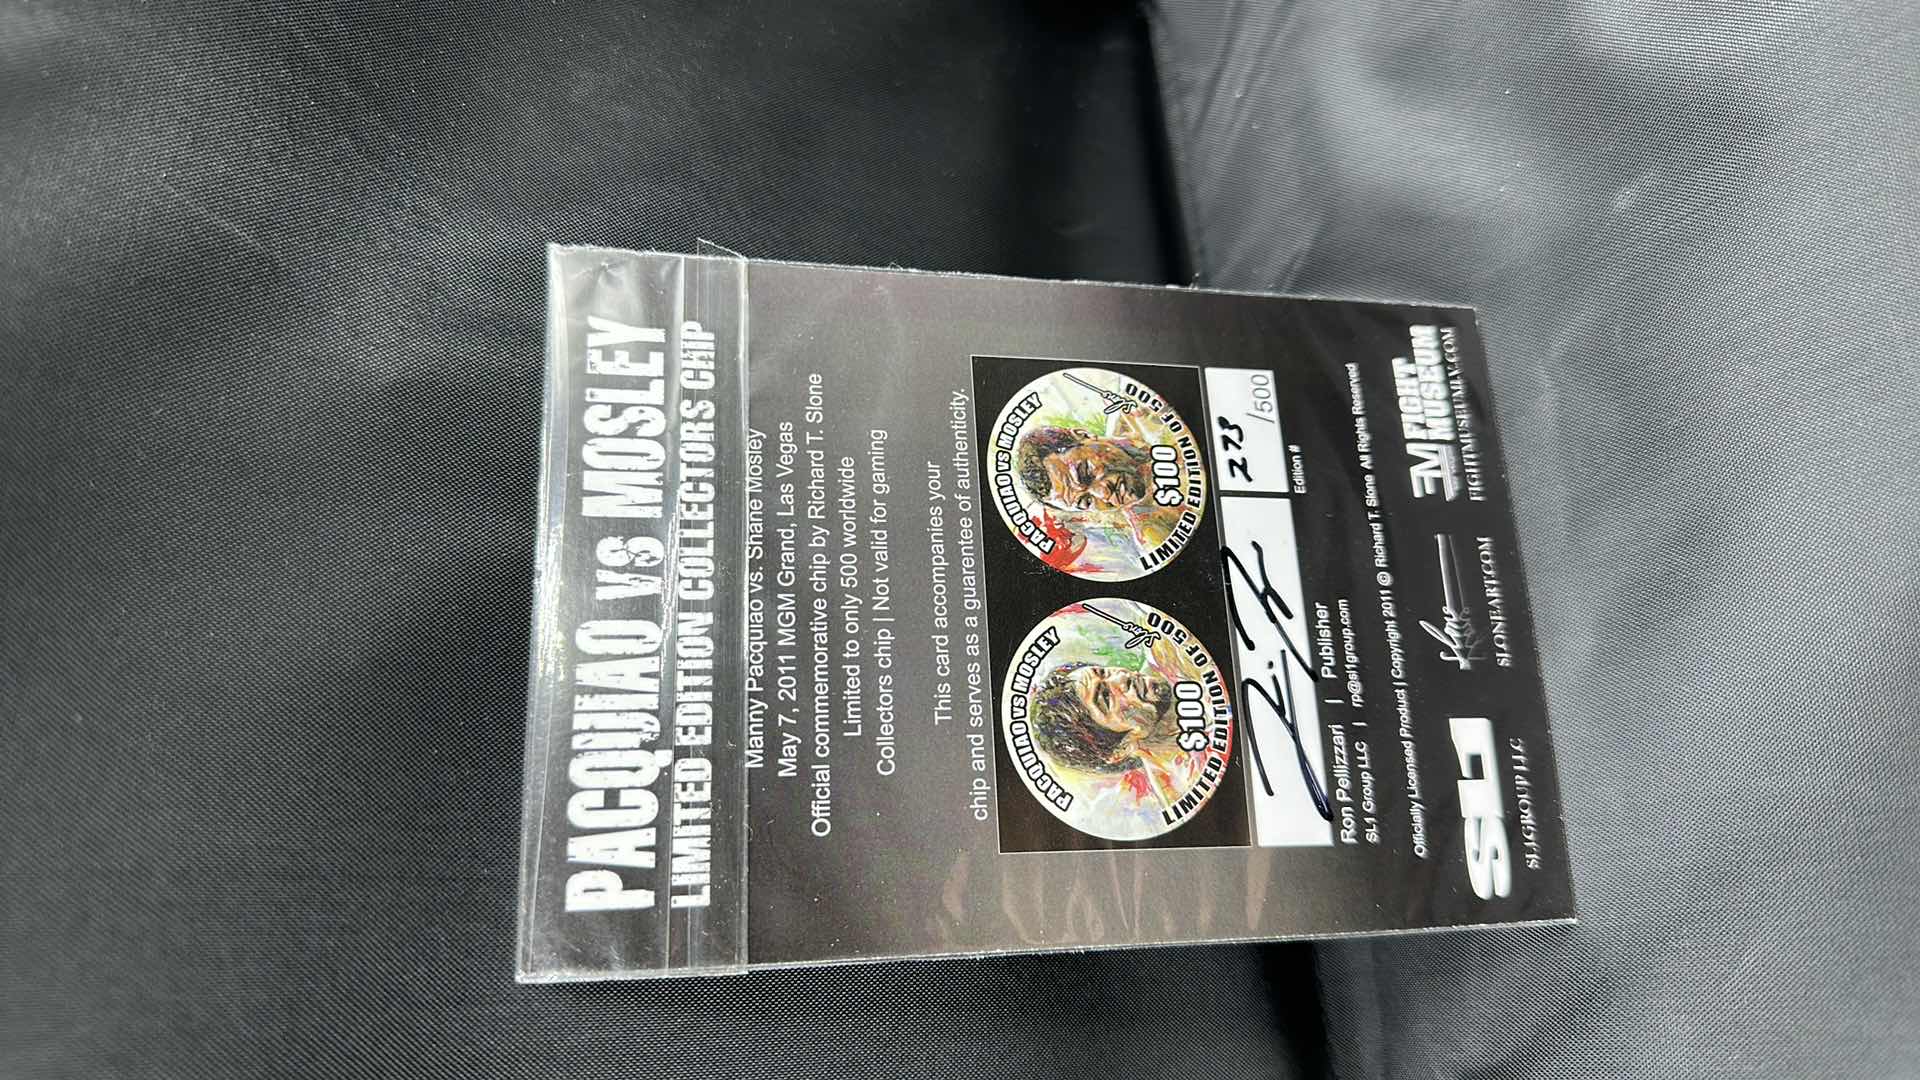 PACQUIAO VS MOSLEY
LIMITED EDITION COLLECTORS CHIP
Manny Pacquiao vs. Shane Mosley
May 7, 2011 MGM Grand, Las Vegas
Official commemorative chip by Richard T. Slone
Limited to only 500 worldwide
Collectors chip | Not valid for gaming
This card accompanies your
chip and serves as a guarentee of authenticity.
PACQUIAO VS MOSLEY
$100
LIMITED EDITION OF 500
Slone
PACQUIAO VS MOSLEY
$100
LIMITED EDITION OF 500
Slone
273 /500
Edition #
Ron Pellizzari | Publisher
SL1 Group LLC | rp@sl1group.com
Officially Licensed Product | Copyright 2011 © Richard T. Slone All Rights Reserved
SL1
SL1GROUP LLC
Slone
SLONEART.COM
FM FIGHT
MUSEUM
FIGHTMUSEUMLV.COM